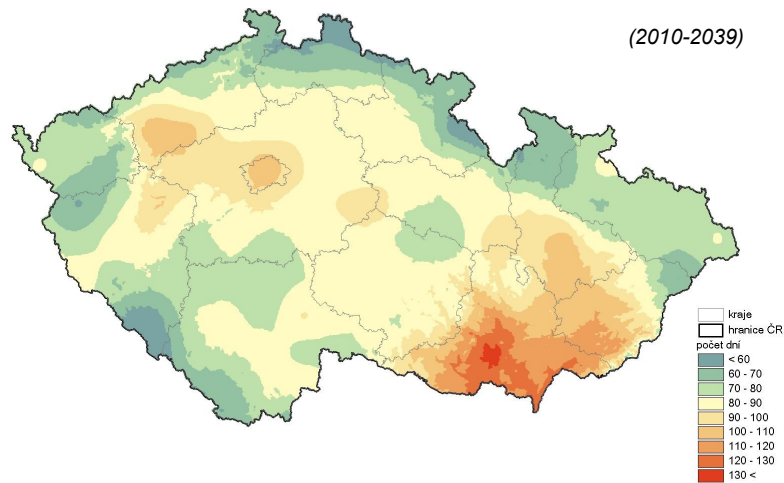 (2010-2039)
kraje
hranice ČR
počet dní
< 60
60 - 70
70 - 80
80 - 90
90 - 100
100 - 110
110 - 120
120 - 130
130 <